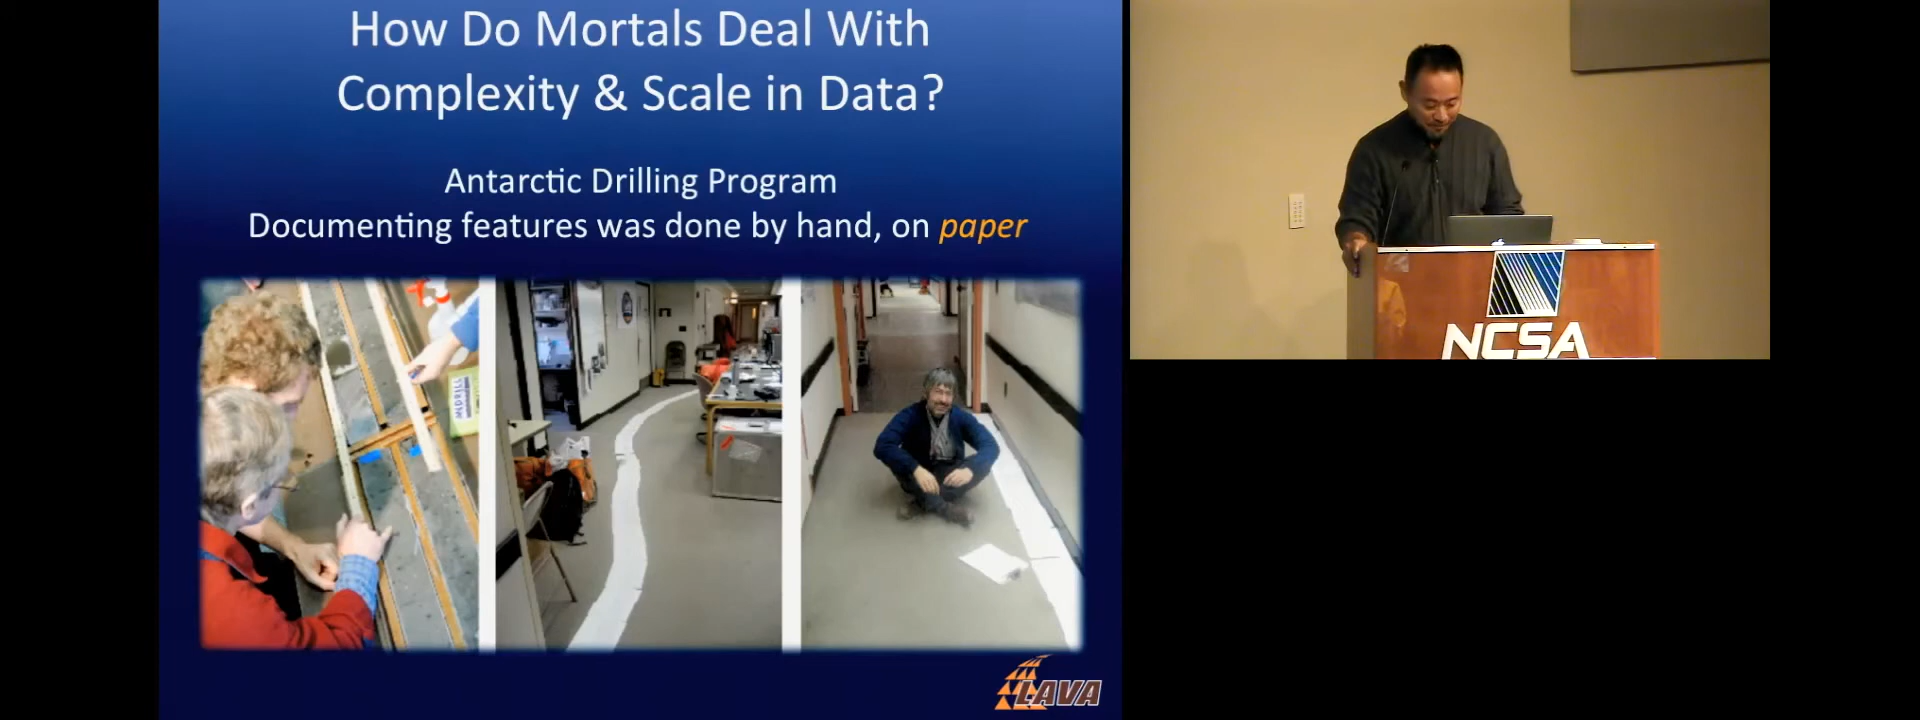 How Do Mortals Deal With
Complexity & Scale in Data?
Antarctic Drilling Program
Documenting features was done by hand, on paper
LAVA
NCSA